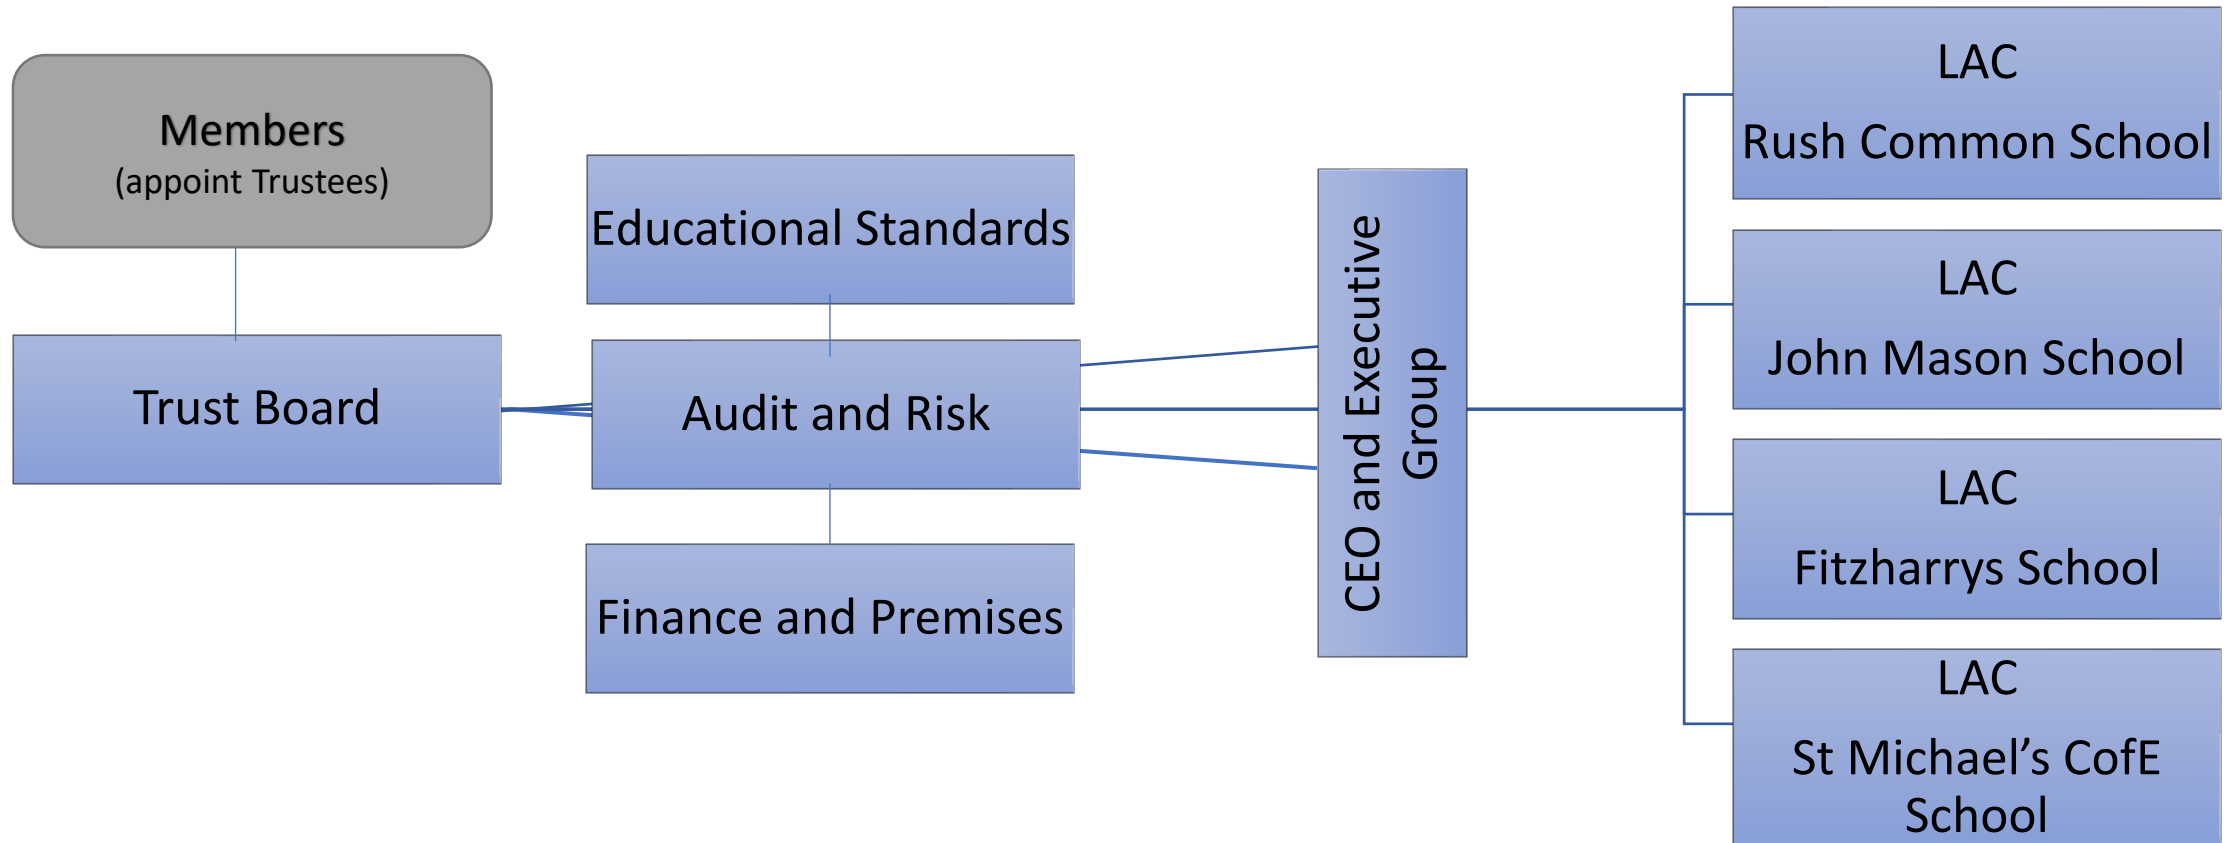 Members
(appoint Trustees)
Trust Board
Educational Standards
Audit and Risk
Finance and Premises
CEO and Executive
Group
LAC
Rush Common School
LAC
John Mason School
LAC
Fitzharrys School
LAC
St Michael’s CofE
School